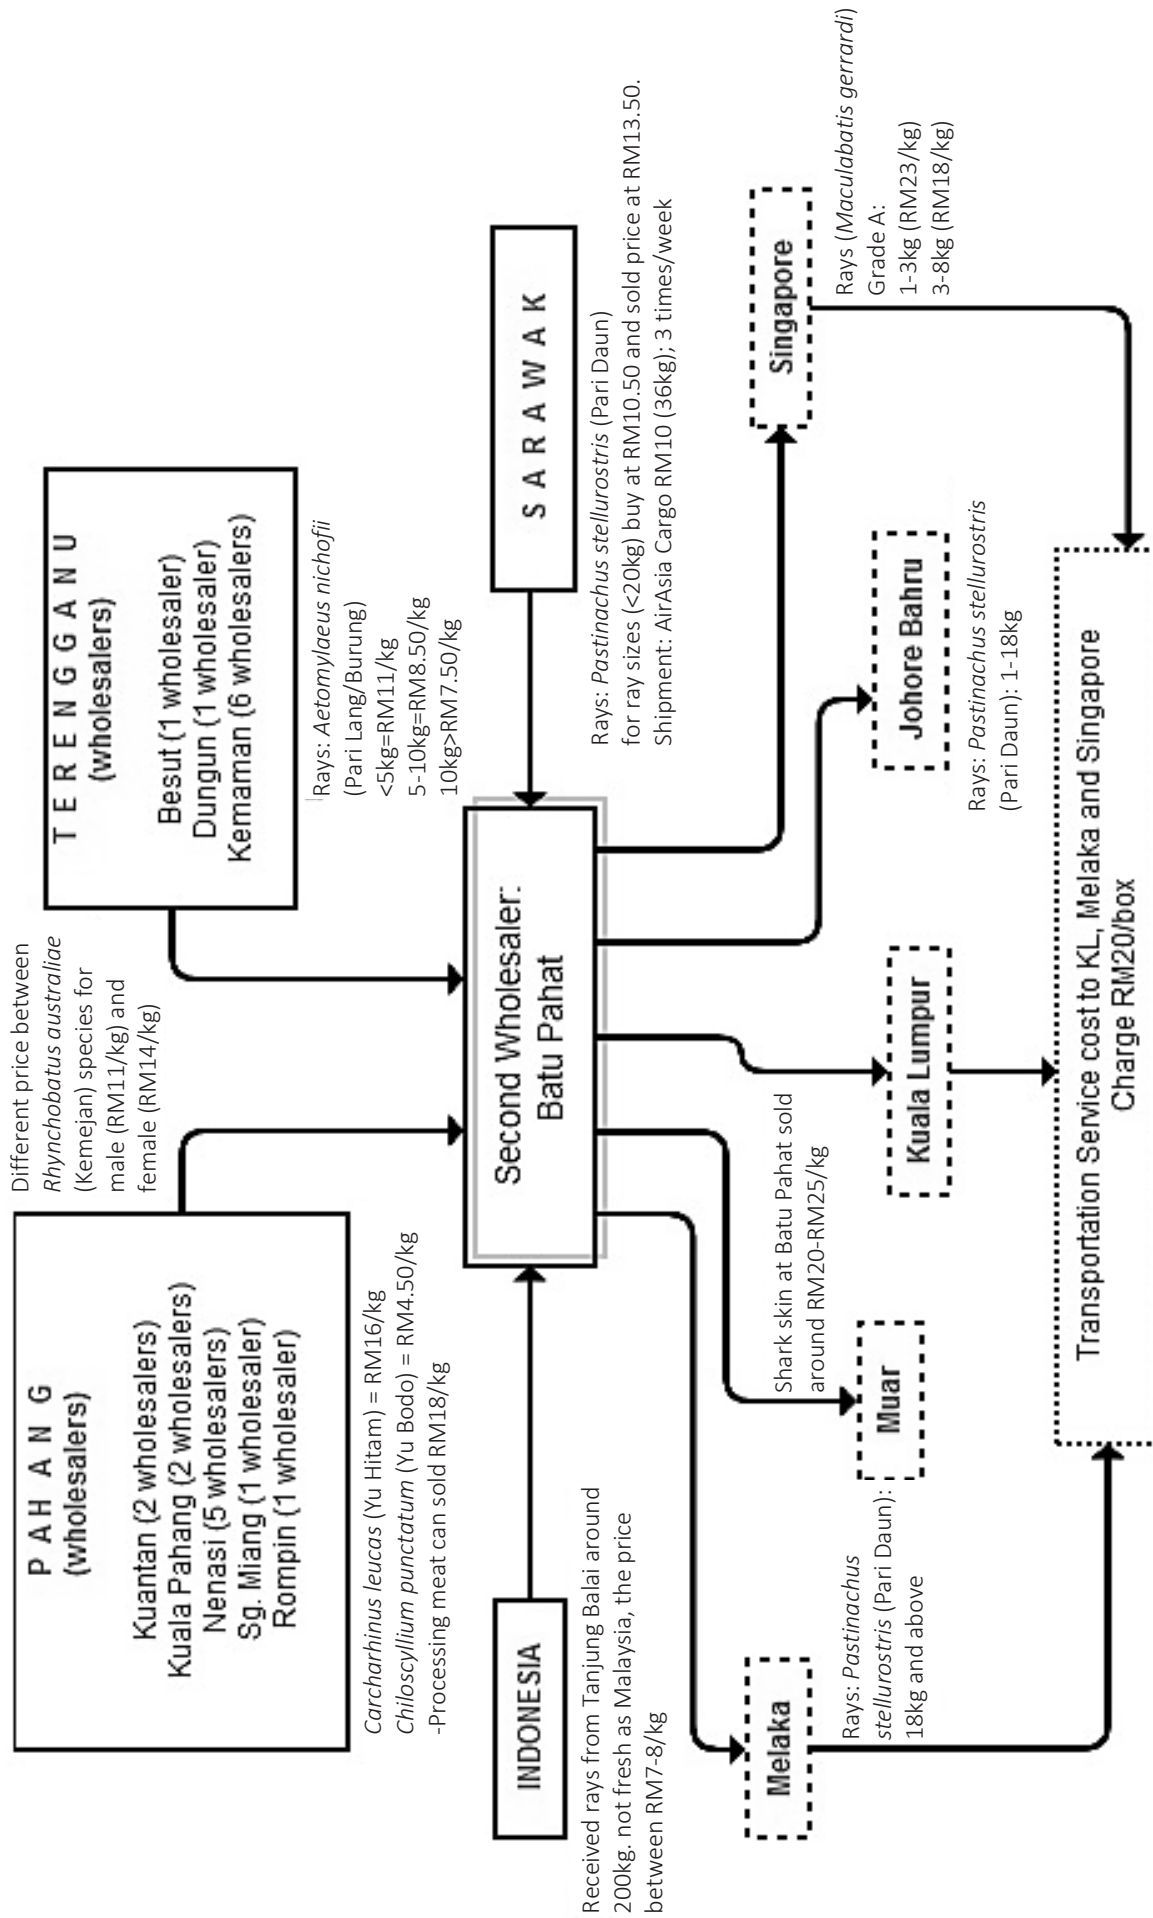 P A H A N G
(wholesalers)
Kuantan (2 wholesalers)
Kuala Pahang (2 wholesalers)
Nenasi (5 wholesalers)
Sg. Miang (1 wholesaler)
Rompin (1 wholesaler)
Different price between
Rhynchobatus australiae
(Kemejan) species for
male (RM11/kg) and
female (RM14/kg)
T E R E N G G A N U
(wholesalers)
Besut (1 wholesaler)
Dungun (1 wholesaler)
Kemaman (6 wholesalers)
Carcharhinus leucas (Yu Hitam) = RM16/kg
Chiloscyllium punctatum (Yu Bodo) = RM4.50/kg
-Processing meat can sold RM18/kg
Rays: Aetomylaeus nichofii
(Pari Lang/Burung)
<5kg=RM11/kg
5-10kg=RM8.50/kg
10kg>RM7.50/kg
INDONESIA
Second Wholesaler:
Batu Pahat
S A R A W A K
Received rays from Tanjung Balai around
200kg. not fresh as Malaysia, the price
between RM7-8/kg
Rays: Pastinachus stellurostris (Pari Daun)
for ray sizes (<20kg) buy at RM10.50 and sold price at RM13.50.
Shipment: AirAsia Cargo RM10 (36kg); 3 times/week
Melaka
Rays: Pastinachus
stellurostris (Pari Daun):
18kg and above
Muar
Shark skin at Batu Pahat sold
around RM20-RM25/kg
Kuala Lumpur
Johore Bahru
Rays: Pastinachus stellurostris
(Pari Daun): 1-18kg
Singapore
Rays (Maculabatis gerrardi)
Grade A:
1-3kg (RM23/kg)
3-8kg (RM18/kg)
Transportation Service cost to KL, Melaka and Singapore
Charge RM20/box